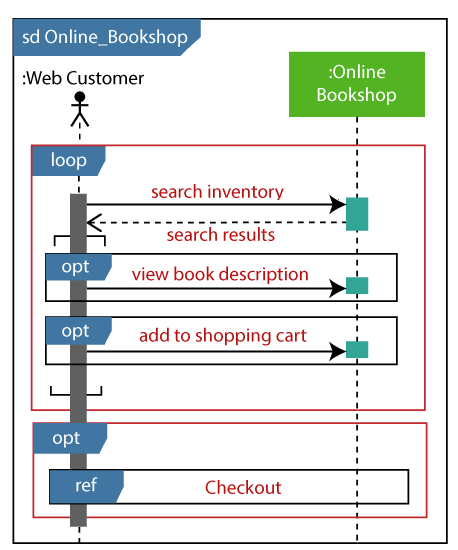 sd Online_Bookshop
:Web Customer
:Online
Bookshop
loop
search inventory
search results
opt
view book description
opt
add to shopping cart
opt
ref
Checkout